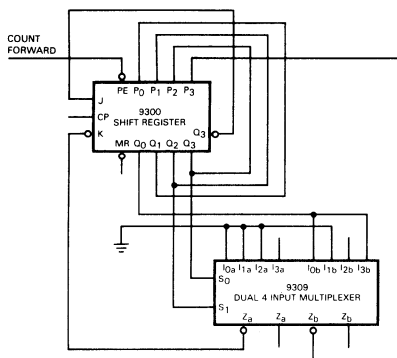 COUNT
FORWARD
PE P0 P1 P2 P3
J
9300
CP
SHIFT REGISTER
K
Q3
MR Q0 Q1 Q2 Q3
I0a I1a I2a I3a I0b I1b I2b I3b
S0
9309
DUAL 4 INPUT MULTIPLEXER
S1
Za Za Zb Zb